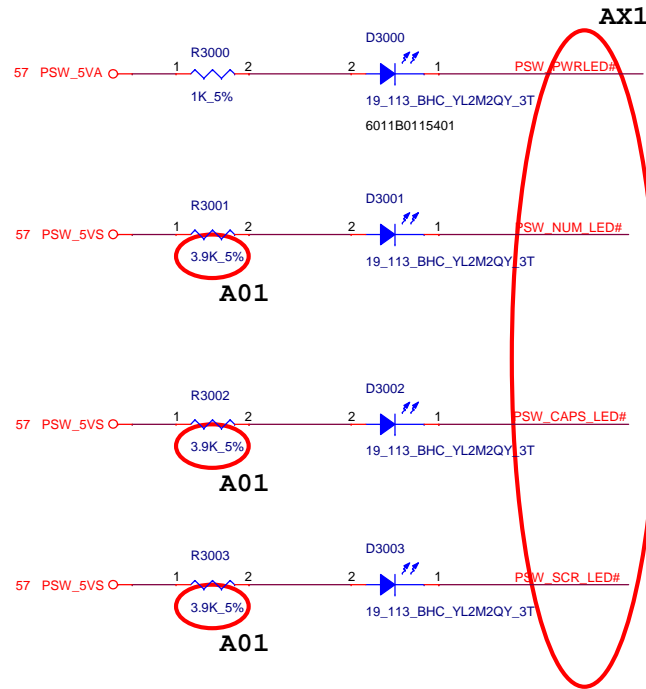 AX1
R3000
D3000
57 PSW_5VA 1 2 2 1 PSW_PWRLED#
1K_5%
19_113_BHC_YL2M2QY_3T
6011B0115401
R3001
D3001
57 PSW_5VS 1 2 2 1 PSW_NUM_LED#
3.9K_5%
19_113_BHC_YL2M2QY_3T
A01
R3002
D3002
57 PSW_5VS 1 2 2 1 PSW_CAPS_LED#
3.9K_5%
19_113_BHC_YL2M2QY_3T
A01
R3003
D3003
57 PSW_5VS 1 2 2 1 PSW_SCR_LED#
3.9K_5%
19_113_BHC_YL2M2QY_3T
A01